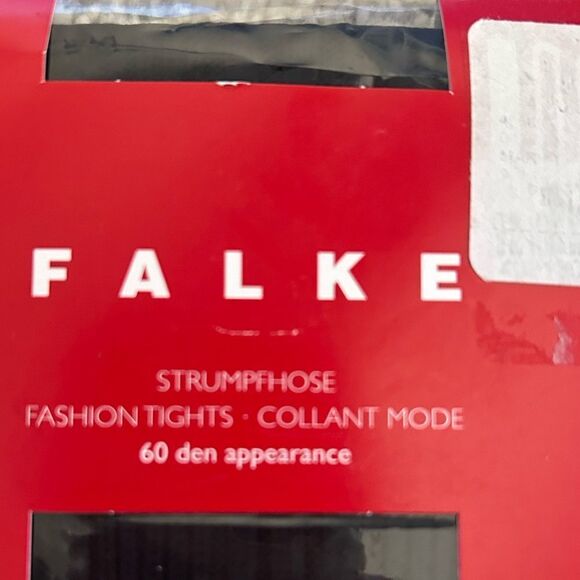 FALKE
STRUMPFHOSE
FASHION TIGHTS · COLLANT MODE
60 den appearance